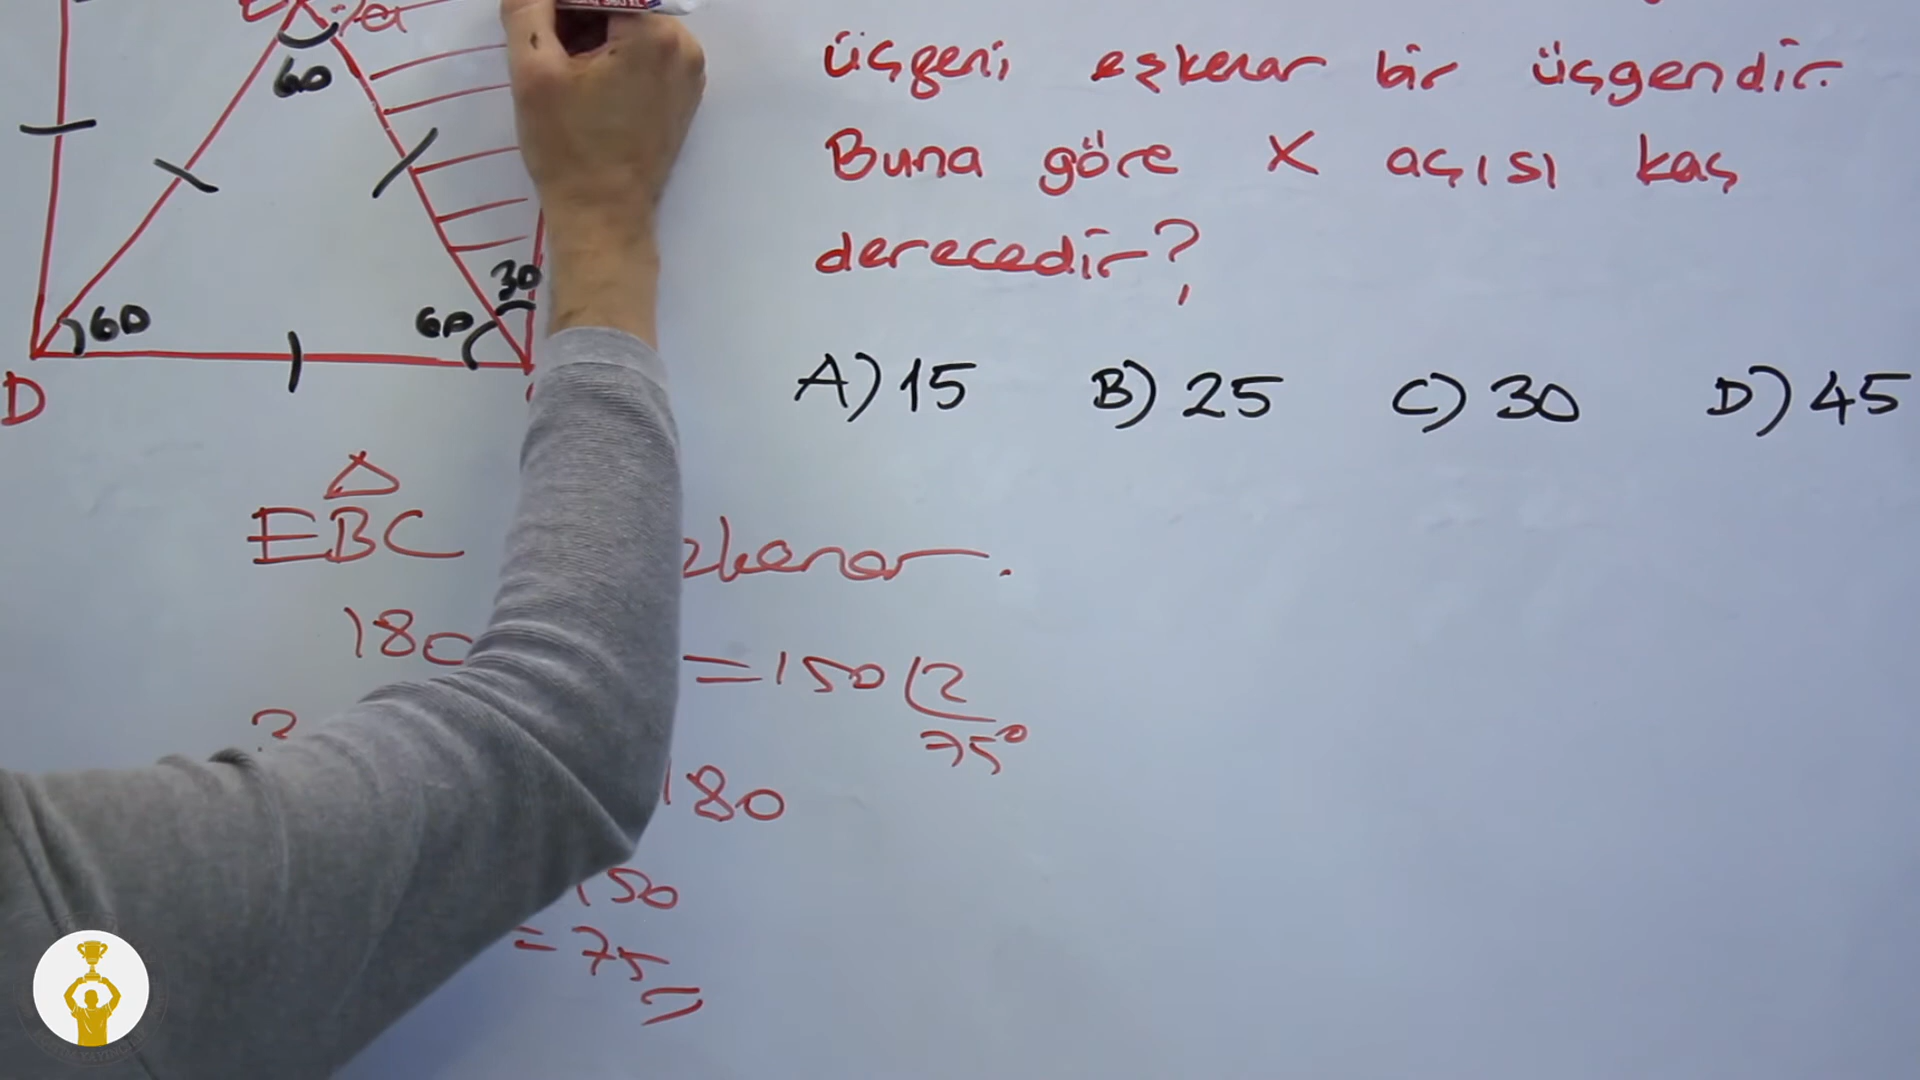 üçgeni eşkenar bir üçgendir.
Buna göre X açısı kaç
derecedir?
A) 15 B) 25 C) 30 D) 45
60
30
60 60
D
EBC
180 = 150 2
75°
180
150
= 75